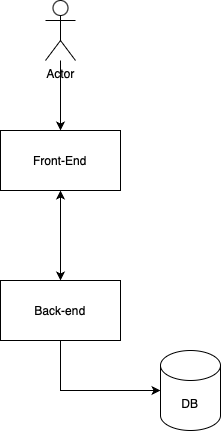 Actor
Front-End
Back-end
DB